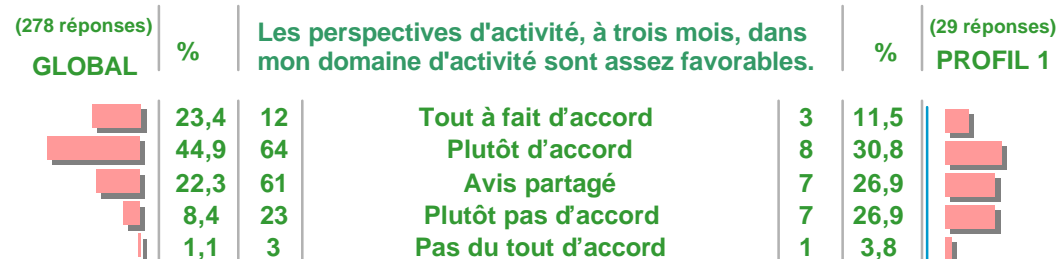 (278 réponses) % Les perspectives d'activité, à trois mois, dans % (29 réponses)
GLOBAL mon domaine d'activité sont assez favorables. PROFIL 1
23,4 12 Tout à fait d’accord 3 11,5
44,9 64 Plutôt d’accord 8 30,8
22,3 61 Avis partagé 7 26,9
8,4 23 Plutôt pas d’accord 7 26,9
1,1 3 Pas du tout d’accord 1 3,8